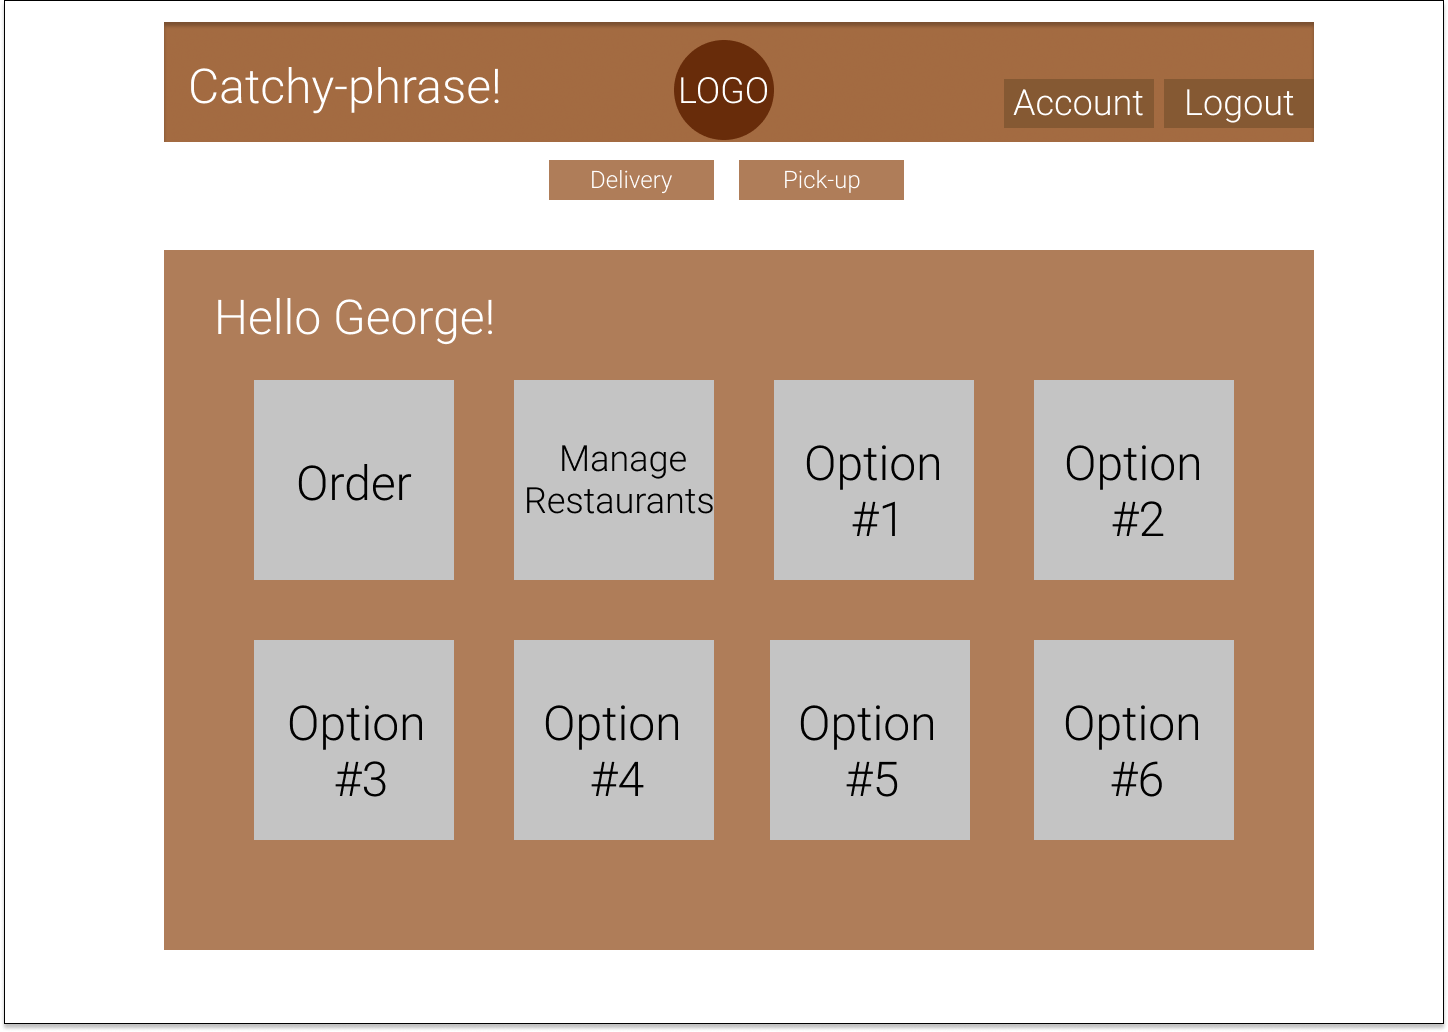 Catchy-phrase!
LOGO
Account
Logout
Delivery
Pick-up
Hello George!
Order
Manage
Restaurants
Option
#1
Option
#2
Option
#3
Option
#4
Option
#5
Option
#6